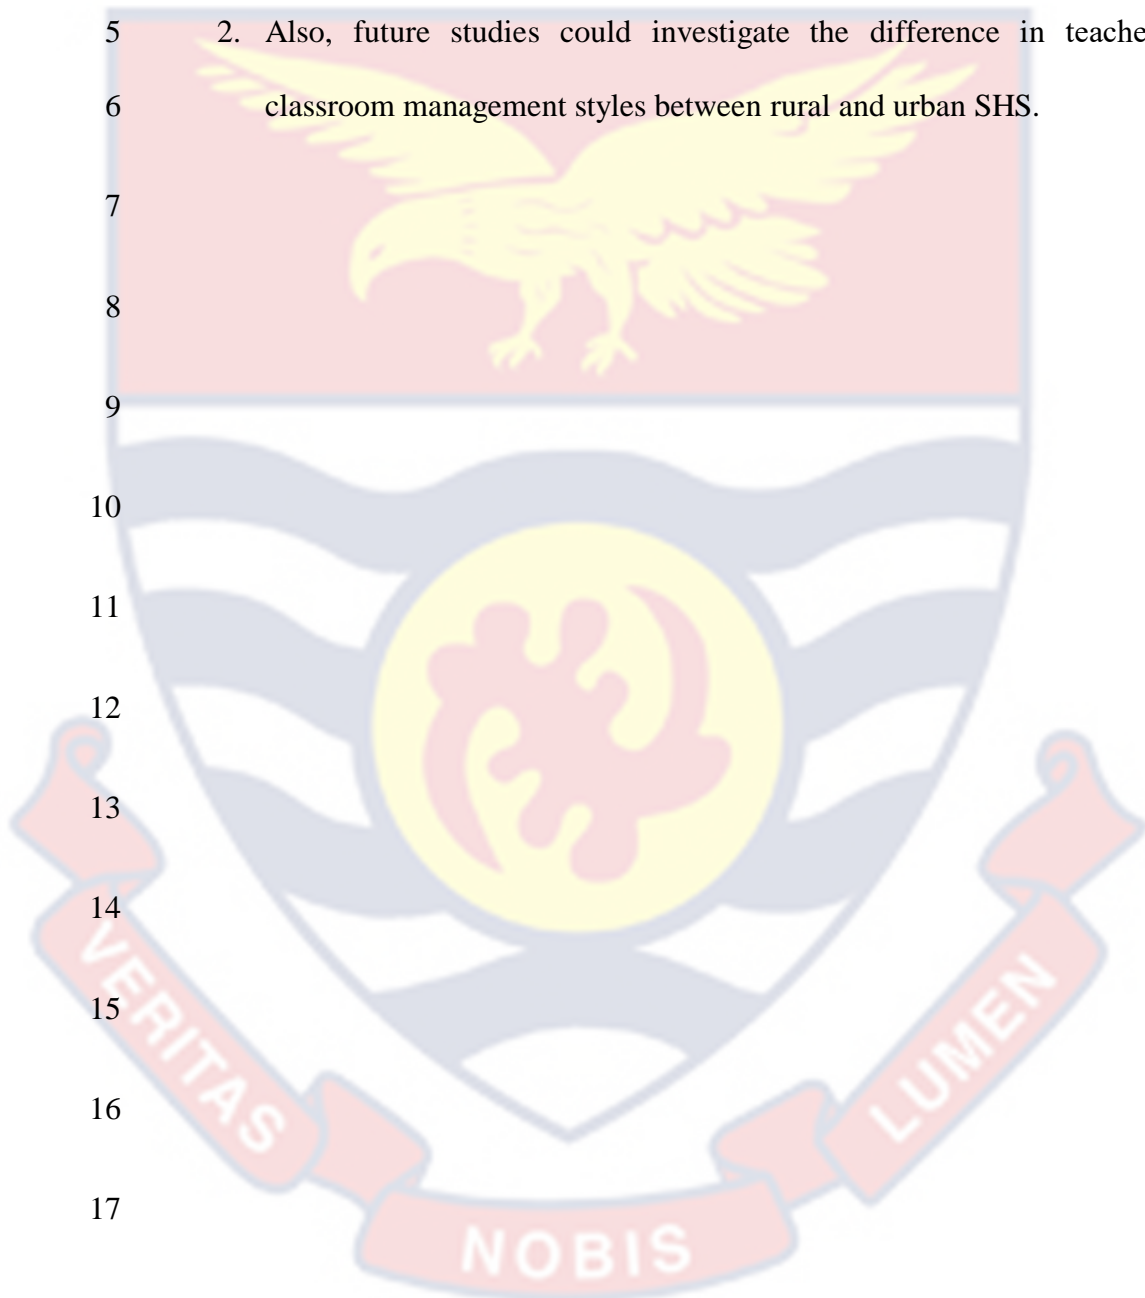 5 2. Also, future studies could investigate the difference in teache
6 classroom management styles between rural and urban SHS.
7
8
9
10
11
12
13
14
15
16
17
VERITAS
NOBIS
LUMEN